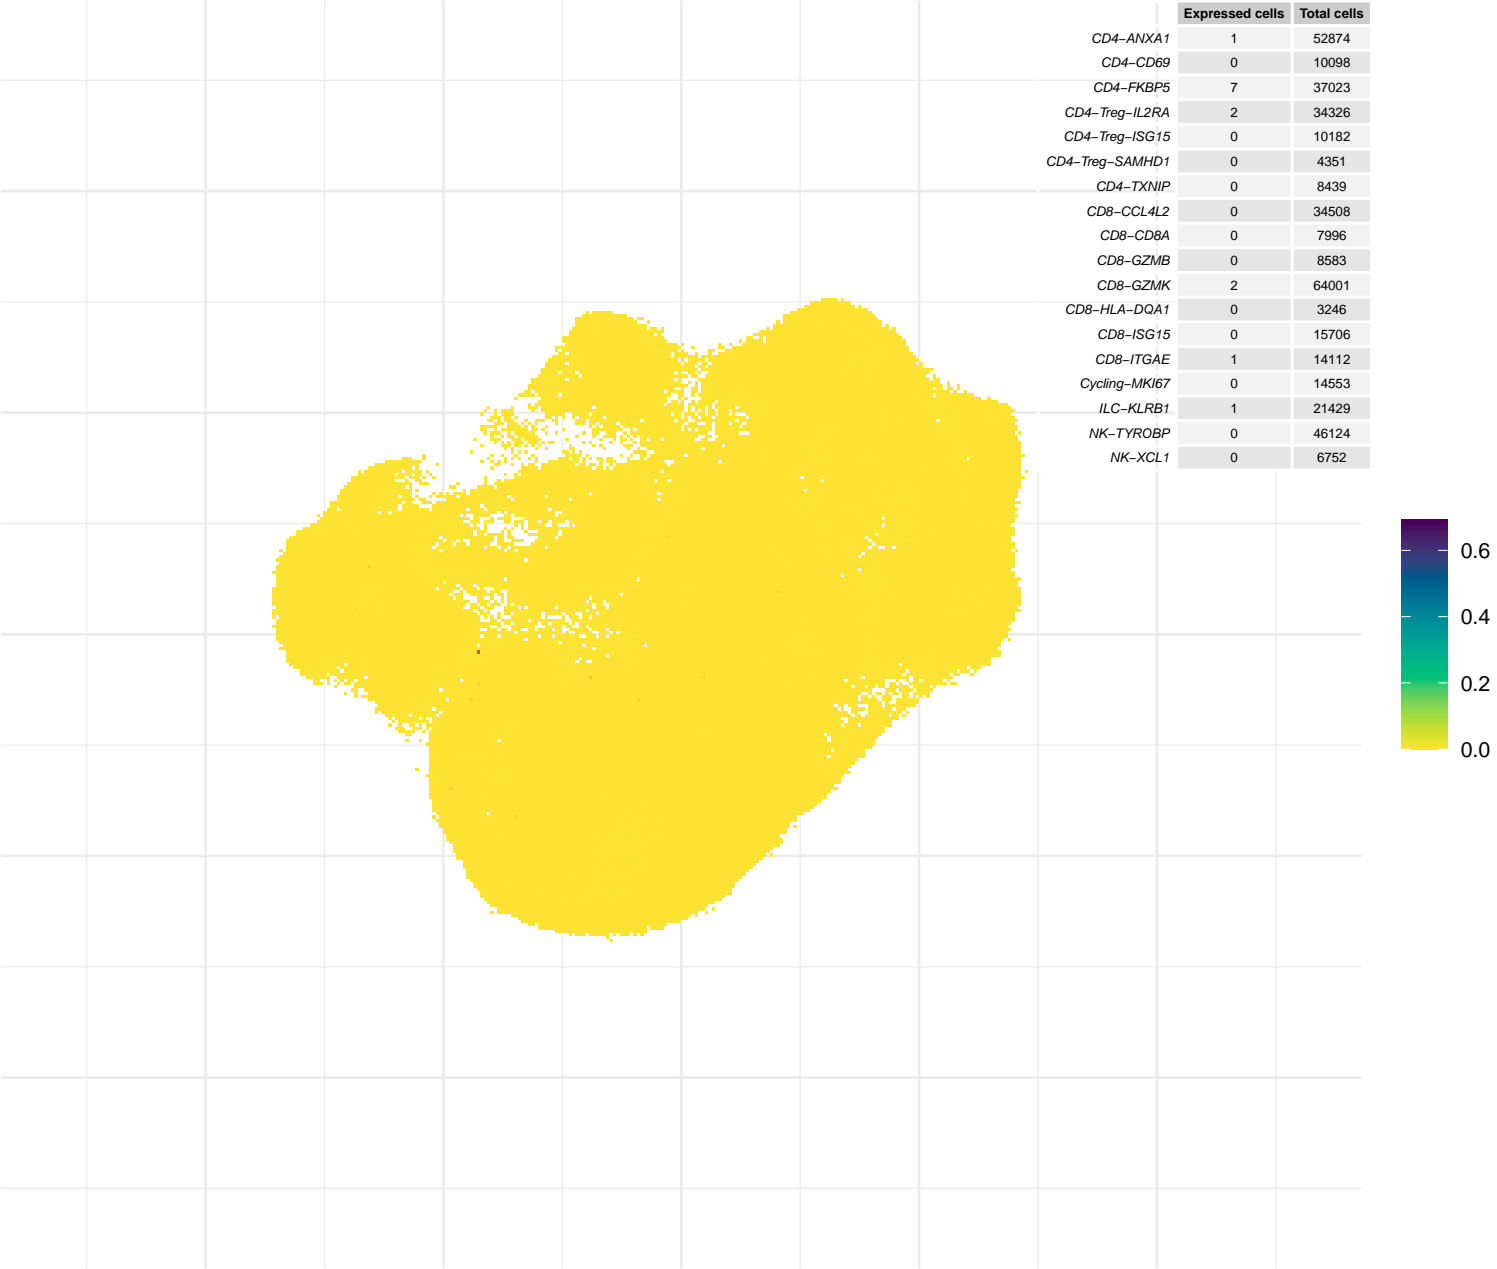 Expressed cells Total cells
CD4−ANXA1 1 52874
CD4−CD69 0 10098
CD4−FKBP5 7 37023
CD4−Treg−IL2RA 2 34326
CD4−Treg−ISG15 0 10182
CD4−Treg−SAMHD1 0 4351
CD4−TXNIP 0 8439
CD8−CCL4L2 0 34508
CD8−CD8A 0 7996
CD8−GZMB 0 8583
CD8−GZMK 2 64001
CD8−HLA−DQA1 0 3246
CD8−ISG15 0 15706
CD8−ITGAE 1 14112
Cycling−MKI67 0 14553
ILC−KLRB1 1 21429
NK−TYROBP 0 46124
NK−XCL1 0 6752
0.6
0.4
0.2
0.0